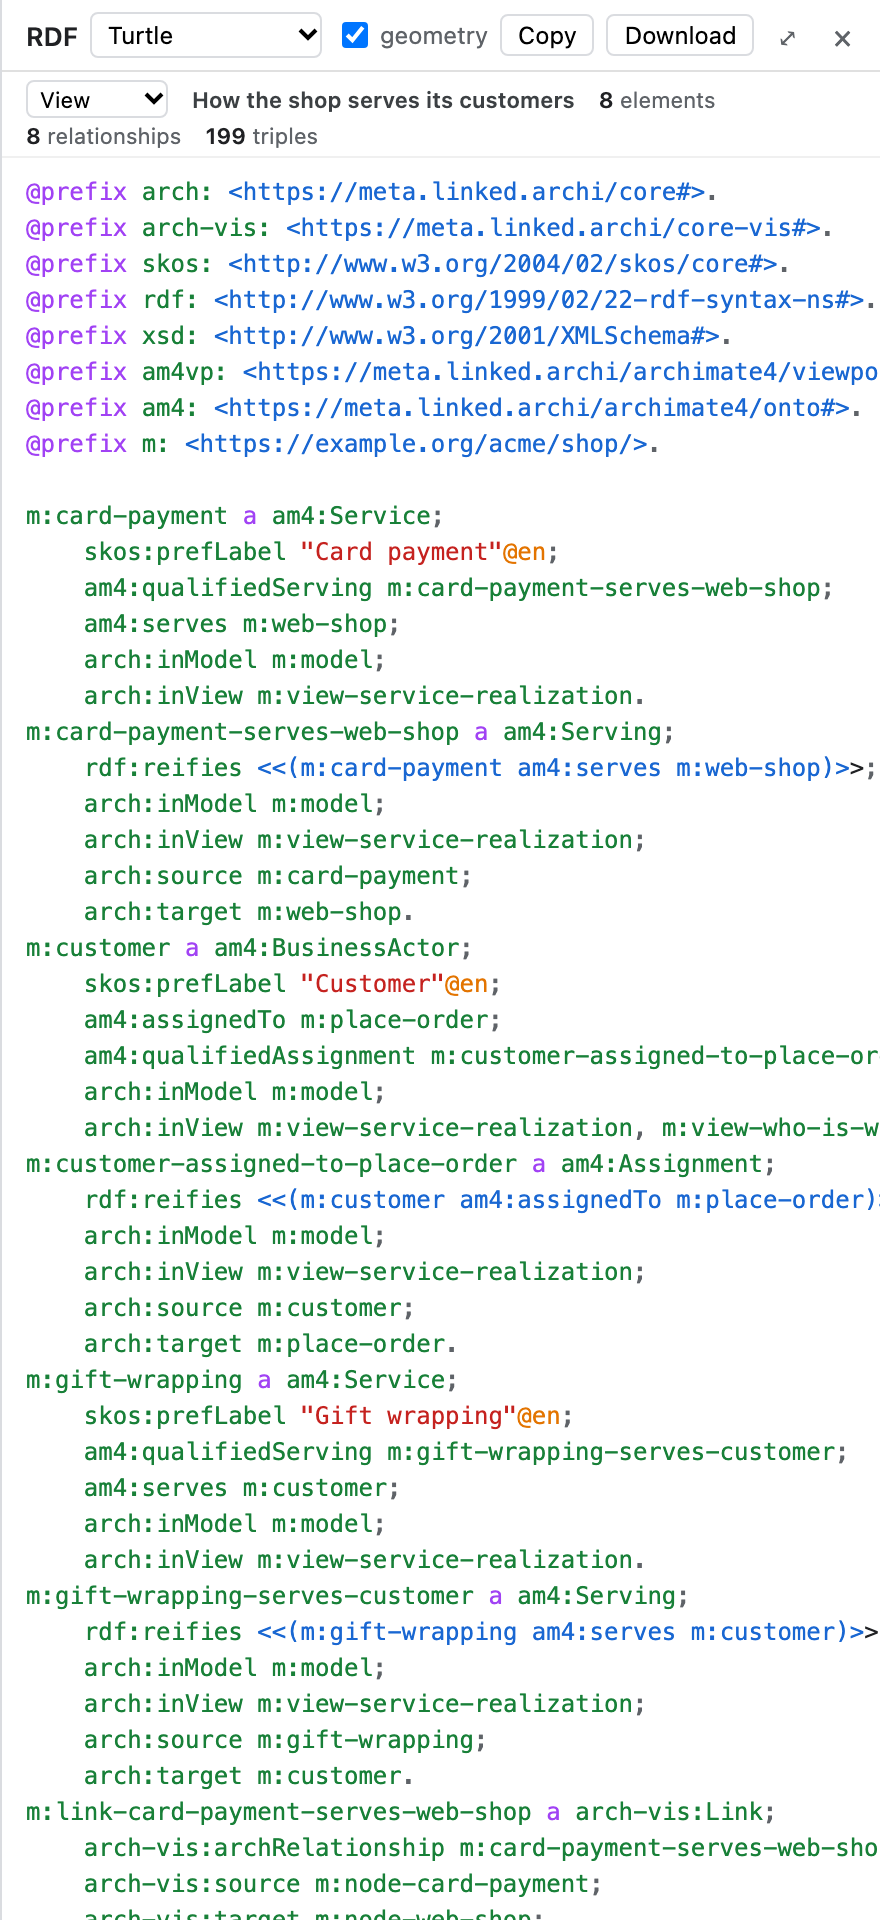 RDF Turtle geometry Copy Download
View How the shop serves its customers 8 elements
8 relationships 199 triples
@prefix arch: <https://meta.linked.archi/core#>.
@prefix arch-vis: <https://meta.linked.archi/core-vis#>.
@prefix skos: <http://www.w3.org/2004/02/skos/core#>.
@prefix rdf: <http://www.w3.org/1999/02/22-rdf-syntax-ns#>.
@prefix xsd: <http://www.w3.org/2001/XMLSchema#>.
@prefix am4vp: <https://meta.linked.archi/archimate4/viewpo
@prefix am4: <https://meta.linked.archi/archimate4/onto#>.
@prefix m: <https://example.org/acme/shop/>.
m:card-payment a am4:Service;
skos:prefLabel "Card payment"@en;
am4:qualifiedServing m:card-payment-serves-web-shop;
am4:serves m:web-shop;
arch:inModel m:model;
arch:inView m:view-service-realization.
m:card-payment-serves-web-shop a am4:Serving;
rdf:reifies <<(m:card-payment am4:serves m:web-shop)>>;
arch:inModel m:model;
arch:inView m:view-service-realization;
arch:source m:card-payment;
arch:target m:web-shop.
m:customer a am4:BusinessActor;
skos:prefLabel "Customer"@en;
am4:assignedTo m:place-order;
am4:qualifiedAssignment m:customer-assigned-to-place-or
arch:inModel m:model;
arch:inView m:view-service-realization, m:view-who-is-w
m:customer-assigned-to-place-order a am4:Assignment;
rdf:reifies <<(m:customer am4:assignedTo m:place-order)>
arch:inModel m:model;
arch:inView m:view-service-realization;
arch:source m:customer;
arch:target m:place-order.
m:gift-wrapping a am4:Service;
skos:prefLabel "Gift wrapping"@en;
am4:qualifiedServing m:gift-wrapping-serves-customer;
am4:serves m:customer;
arch:inModel m:model;
arch:inView m:view-service-realization.
m:gift-wrapping-serves-customer a am4:Serving;
rdf:reifies <<(m:gift-wrapping am4:serves m:customer)>>
arch:inModel m:model;
arch:inView m:view-service-realization;
arch:source m:gift-wrapping;
arch:target m:customer.
m:link-card-payment-serves-web-shop a arch-vis:Link;
arch-vis:archRelationship m:card-payment-serves-web-sho
arch-vis:source m:node-card-payment;
arch-vis:target m:node-web-shop;